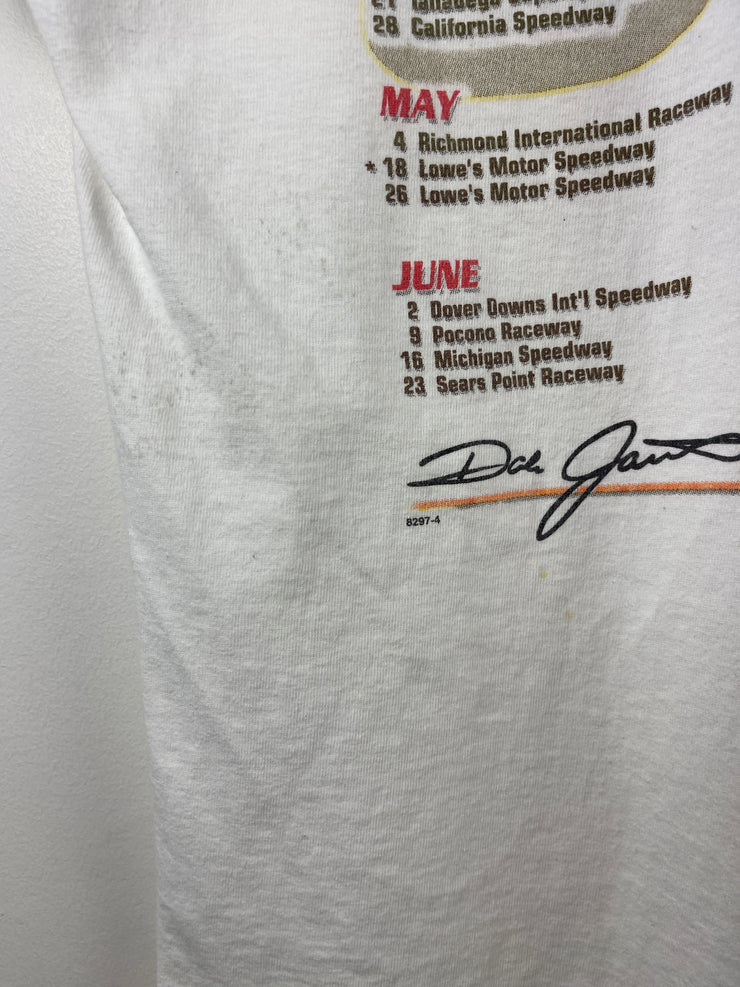 28 California Speedway
MAY
4 Richmond International Raceway
* 18 Lowe's Motor Speedway
26 Lowe's Motor Speedway
JUNE
2 Dover Downs Int'l Speedway
9 Pocono Raceway
16 Michigan Speedway
23 Sears Point Raceway
8297-4